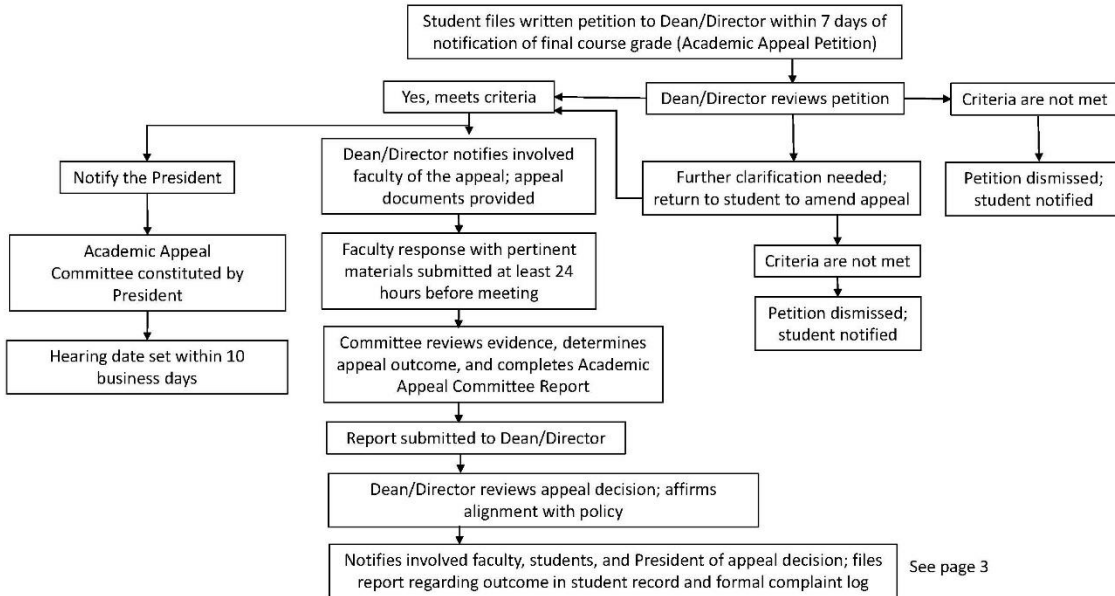 Student files written petition to Dean/Director within 7 days of
notification of final course grade (Academic Appeal Petition)
Yes, meets criteria
Dean/Director reviews petition
Criteria are not met
Notify the President
Dean/Director notifies involved
faculty of the appeal; appeal
documents provided
Further clarification needed;
return to student to amend appeal
Petition dismissed;
student notified
Academic Appeal
Committee constituted by
President
Faculty response with pertinent
materials submitted at least 24
hours before meeting
Criteria are not met
Petition dismissed;
student notified
Hearing date set within 10
business days
Committee reviews evidence, determines
appeal outcome, and completes Academic
Appeal Committee Report
Report submitted to Dean/Director
Dean/Director reviews appeal decision; affirms
alignment with policy
Notifies involved faculty, students, and President of appeal decision; files
report regarding outcome in student record and formal complaint log
See page 3